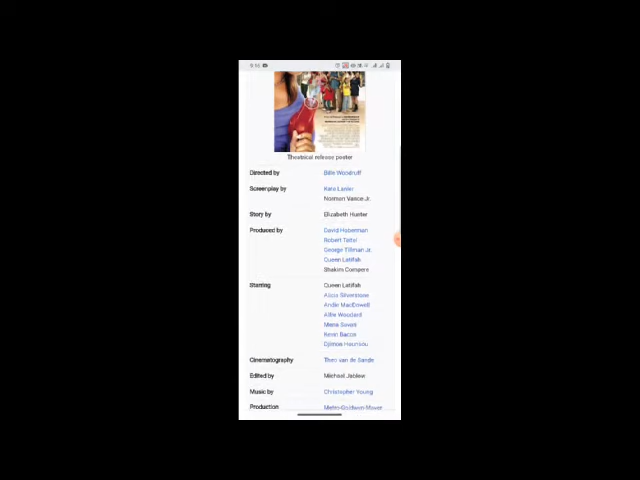 Theatrical release poster
Directed by Bille Woodruff
Screenplay by Kate Lanier
Norman Vance Jr.
Story by Elizabeth Hunter
Produced by David Hoberman
Robert Teitel
George Tillman Jr.
Queen Latifah
Shakim Compere
Starring Queen Latifah
Alicia Silverstone
Andie MacDowell
Alfre Woodard
Mena Suvari
Kevin Bacon
Djimon Hounsou
Cinematography Theo van de Sande
Edited by Michael Jablow
Music by Christopher Young
Production Metro-Goldwyn-Mayer